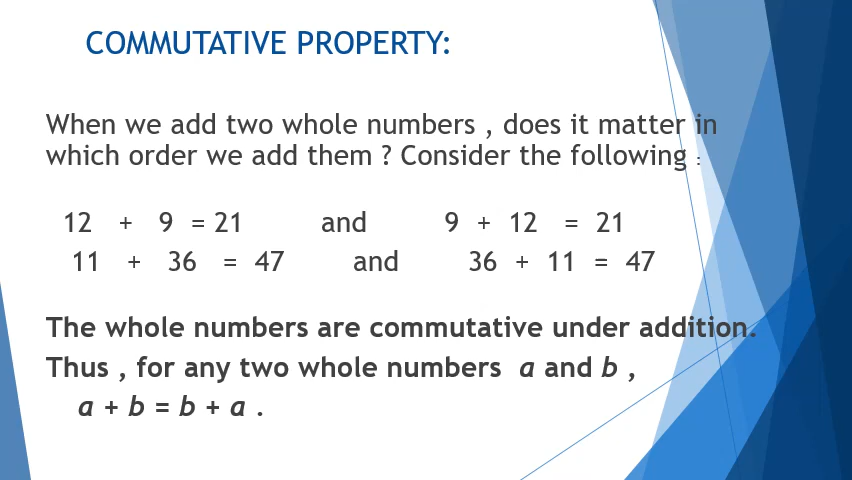 COMMUTATIVE PROPERTY:
When we add two whole numbers , does it matter in
which order we add them ? Consider the following :
12 + 9 = 21 and 9 + 12 = 21
11 + 36 = 47 and 36 + 11 = 47
The whole numbers are commutative under addition.
Thus , for any two whole numbers a and b ,
a + b = b + a .